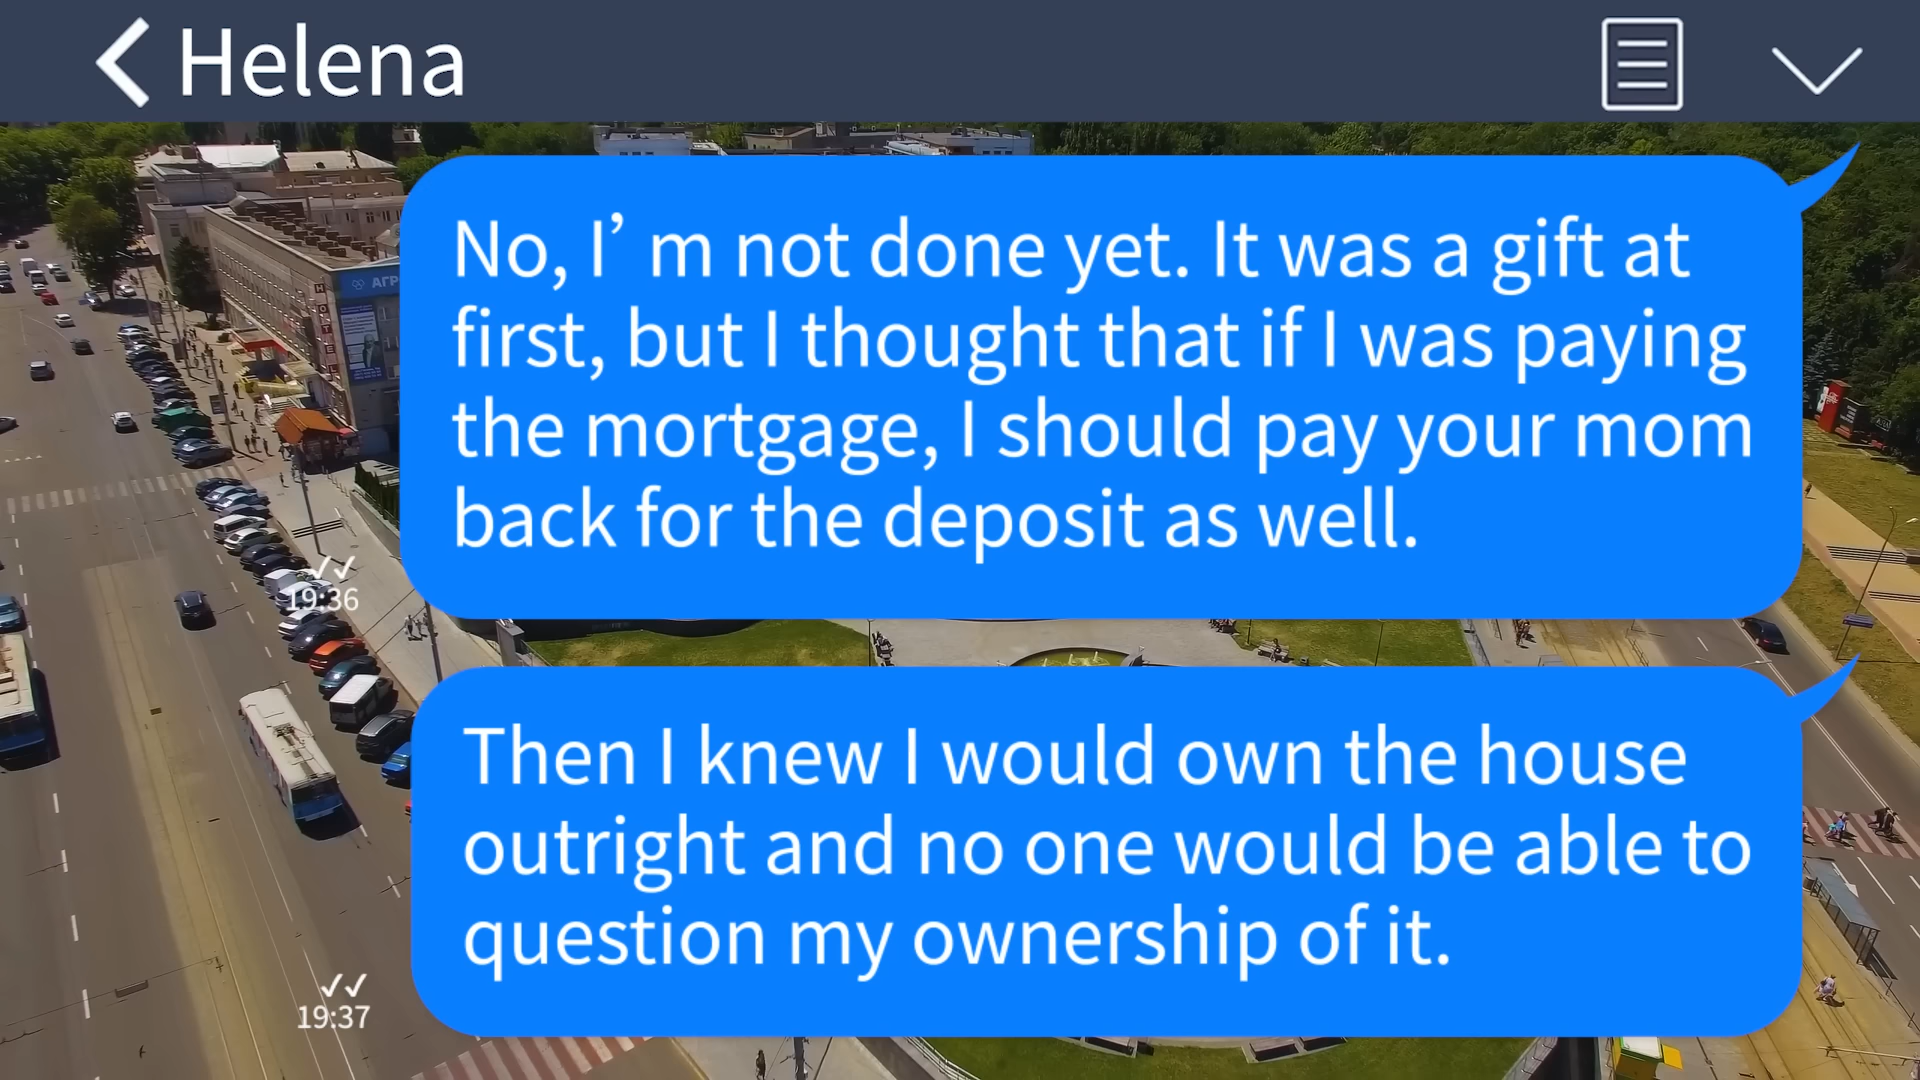 Helena
No, I’m not done yet. It was a gift at
first, but I thought that if I was paying
the mortgage, I should pay your mom
back for the deposit as well.
19:36
Then I knew I would own the house
outright and no one would be able to
question my ownership of it.
19:37
АГР
HOTEL